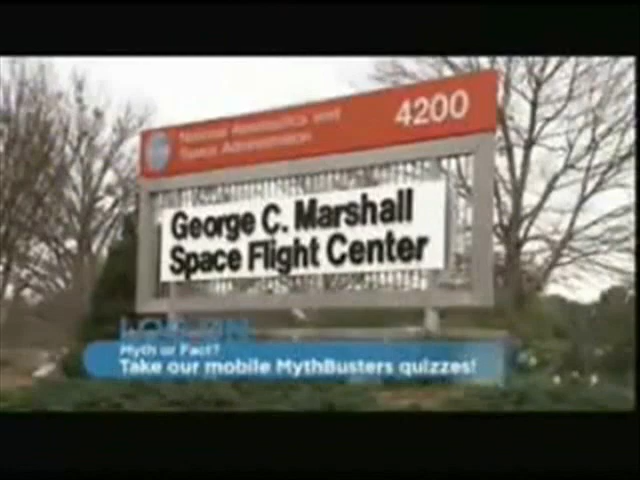 National Aeronautics and
Space Administration
4200
George C. Marshall
Space Flight Center
Myth or Fact?
Take our mobile MythBusters quizzes!